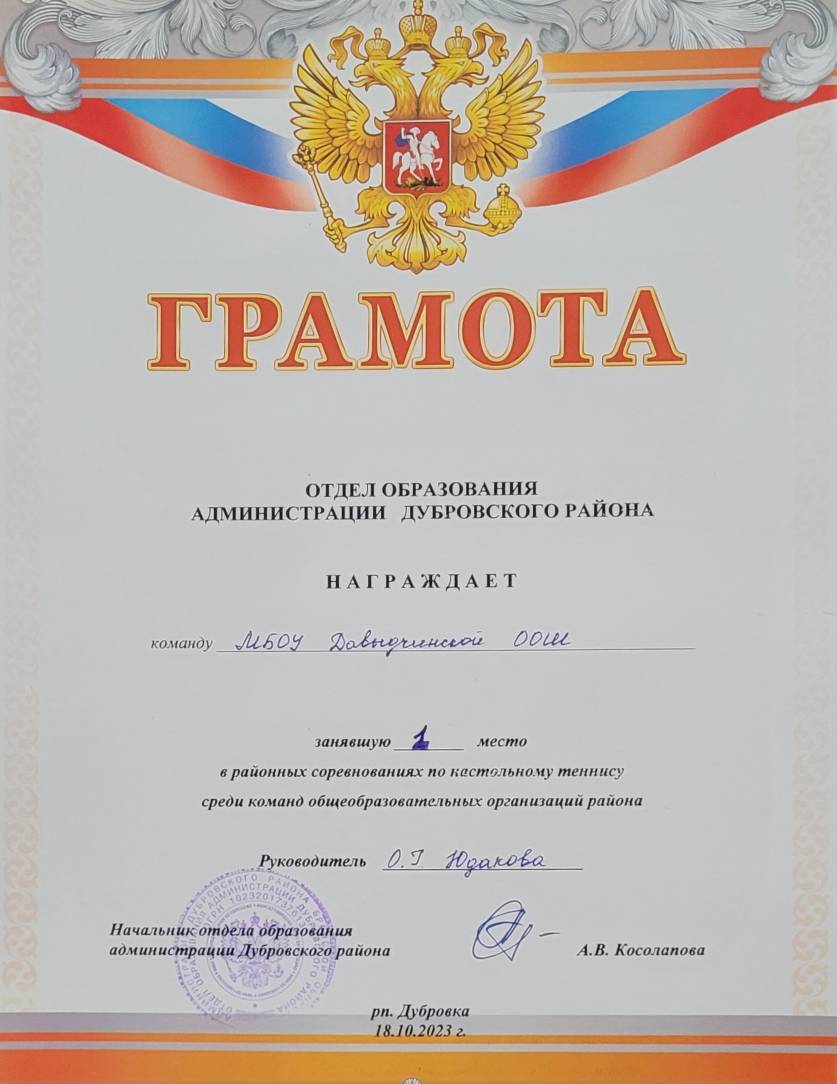 ГРАМОТА
ОТДЕЛ ОБРАЗОВАНИЯ
АДМИНИСТРАЦИИ ДУБРОВСКОГО РАЙОНА
НАГРАЖДАЕТ
команду МБОУ Давыдчинской ООШ
занявшую 1 место
в районных соревнованиях по настольному теннису
среди команд общеобразовательных организаций района
Руководитель О.Г. Юдакова
Начальник отдела образования
администрации Дубровского района А.В. Косолапова
рп. Дубровка
18.10.2023 г.